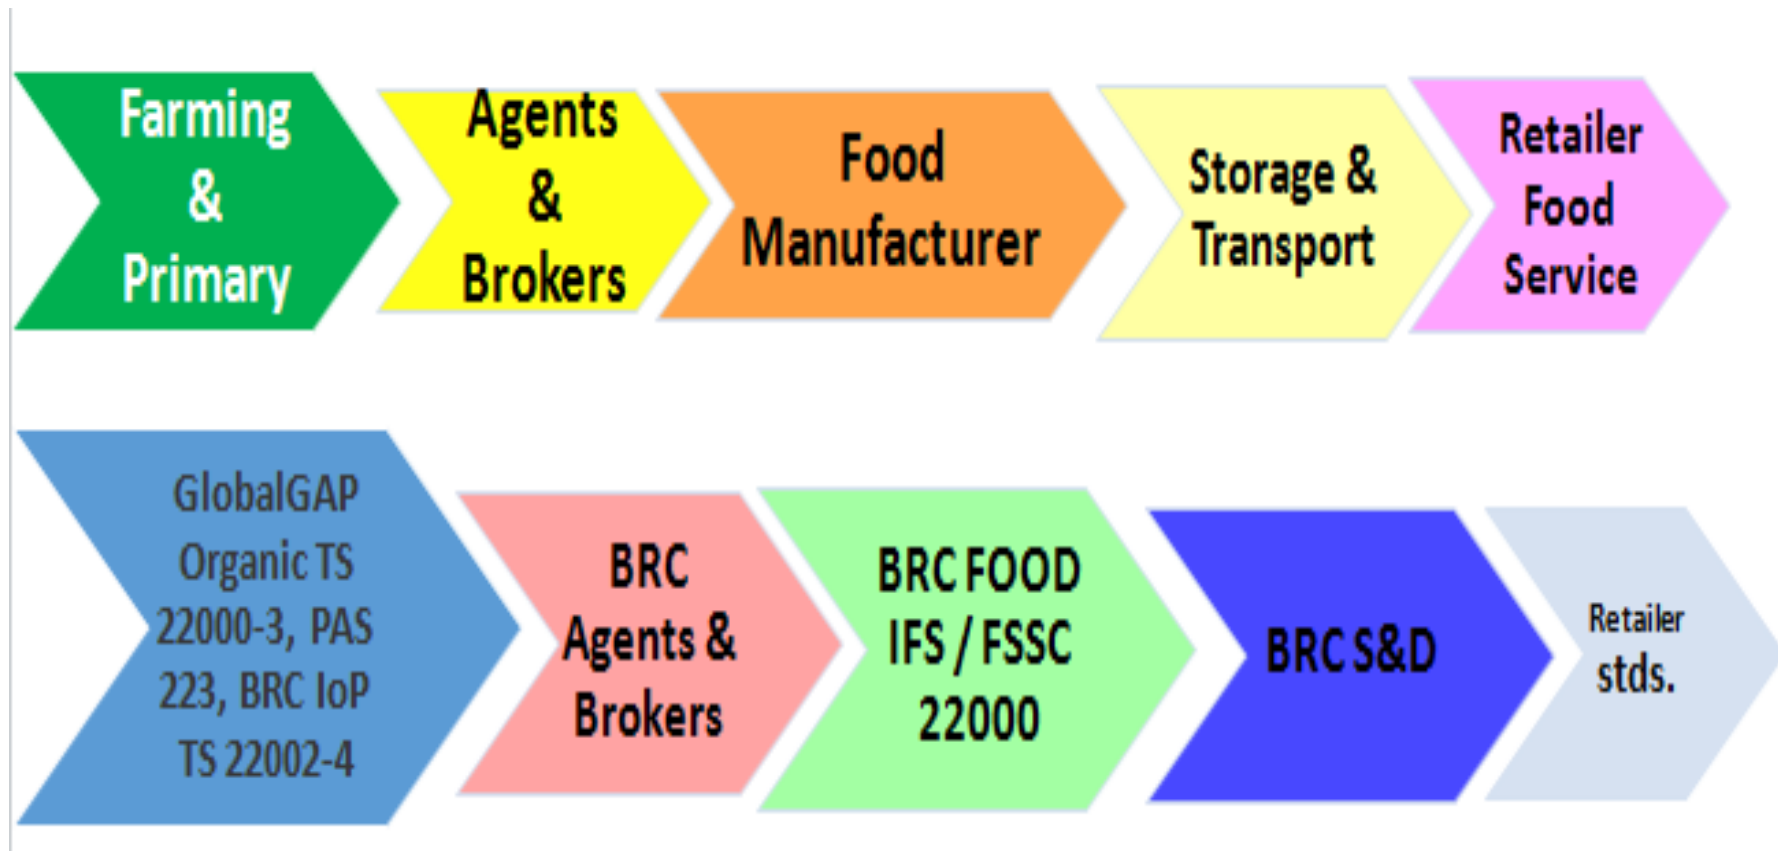 Farming
&
Primary
Agents
&
Brokers
Food
Manufacturer
Storage &
Transport
Retailer
Food
Service
GlobalGAP
Organic TS
22000-3, PAS
223, BRC IoP
TS 22002-4
BRC
Agents &
Brokers
BRC FOOD
IFS / FSSC
22000
BRC S&D
Retailer
stds.